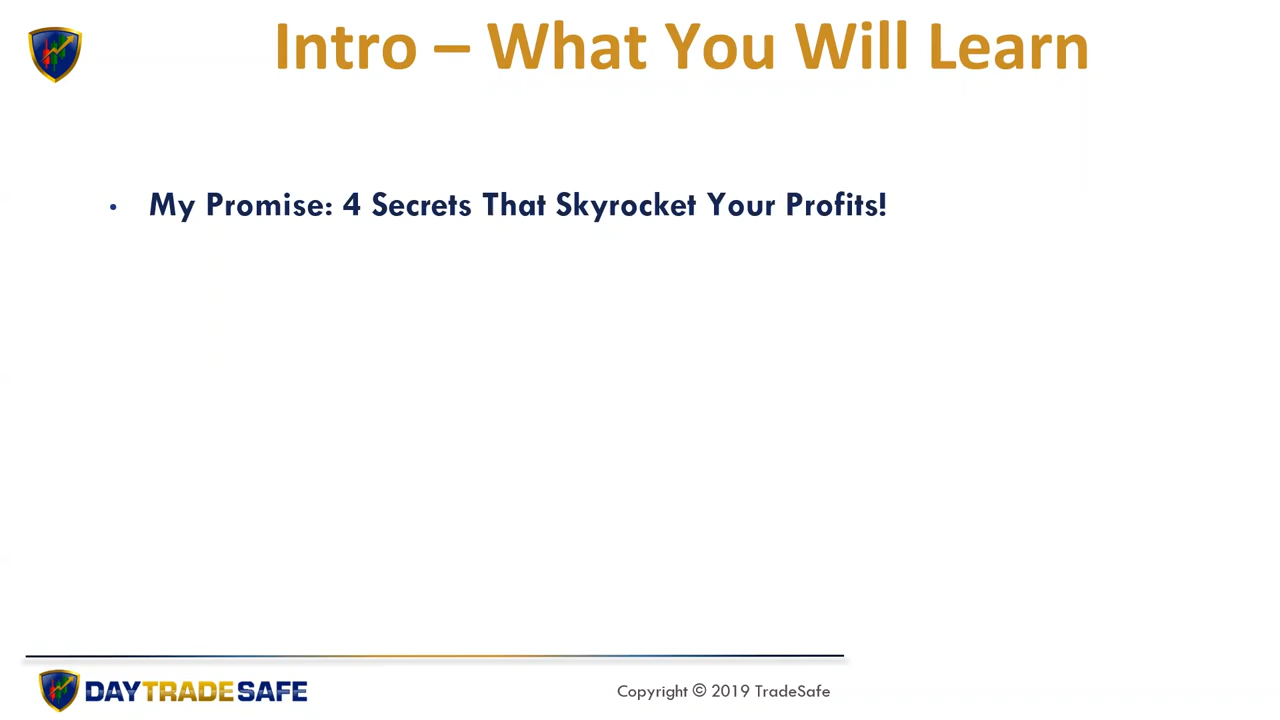 Intro – What You Will Learn
• My Promise: 4 Secrets That Skyrocket Your Profits!
DAYTRADESAFE
Copyright © 2019 TradeSafe